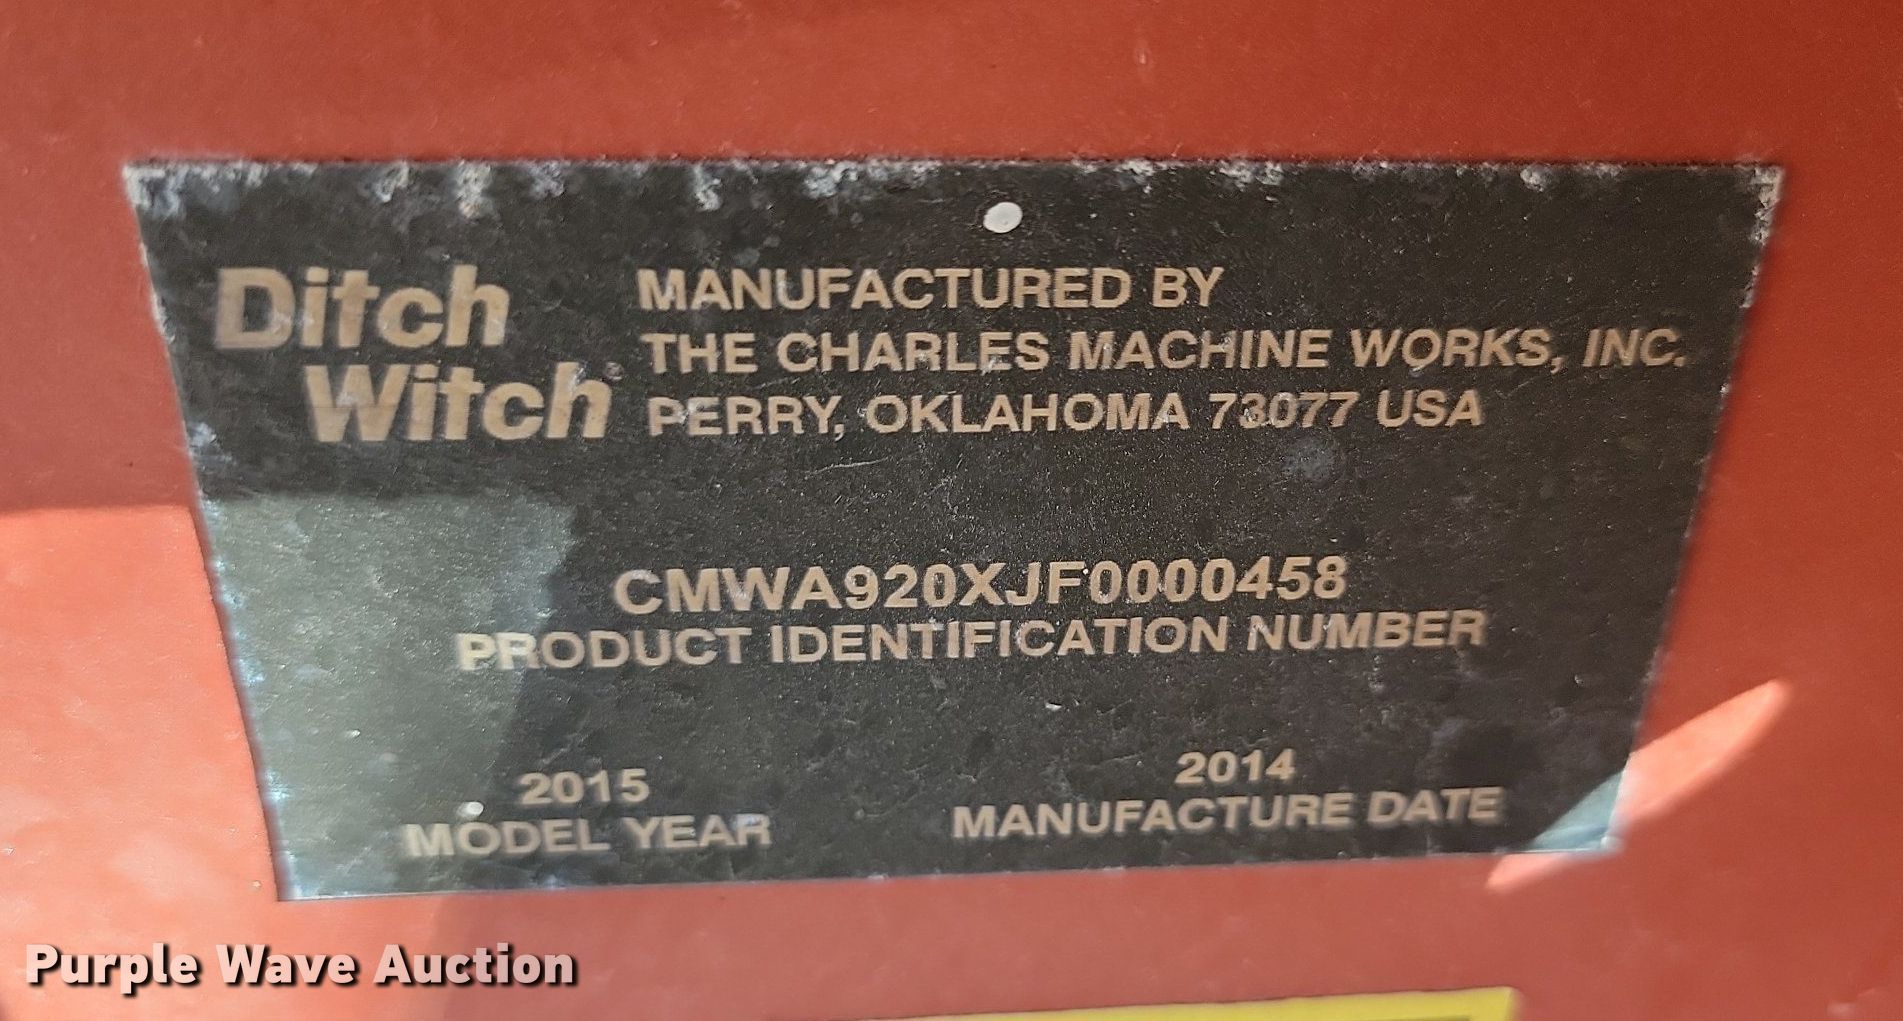 Ditch
Witch®
MANUFACTURED BY
THE CHARLES MACHINE WORKS, INC.
PERRY, OKLAHOMA 73077 USA
CMWA920XJF0000458
PRODUCT IDENTIFICATION NUMBER
2015
MODEL YEAR
2014
MANUFACTURE DATE
Purple Wave Auction